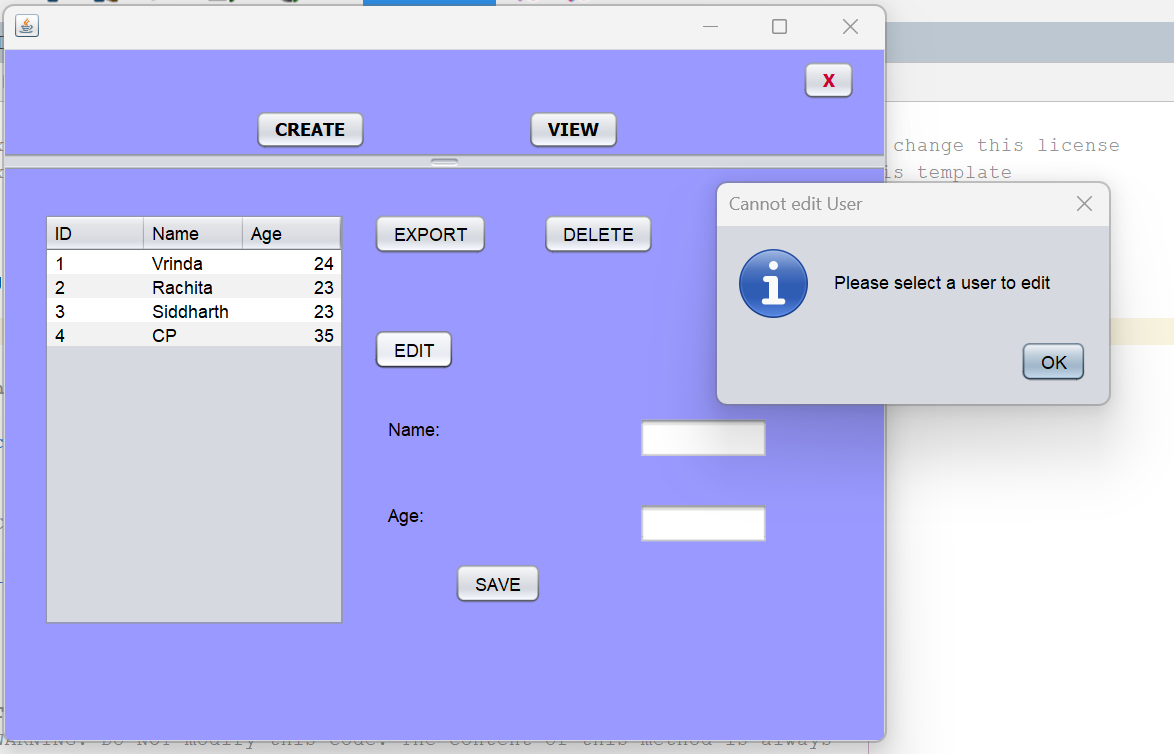 X
CREATE VIEW
change this license
is template
Cannot edit User
ID Name Age
EXPORT DELETE
1 Vrinda 24
2 Rachita 23
3 Siddharth 23
4 CP 35
Please select a user to edit
EDIT
OK
Name:
Age:
SAVE
WARNING: Do NOT modify this code. The content of this method is always